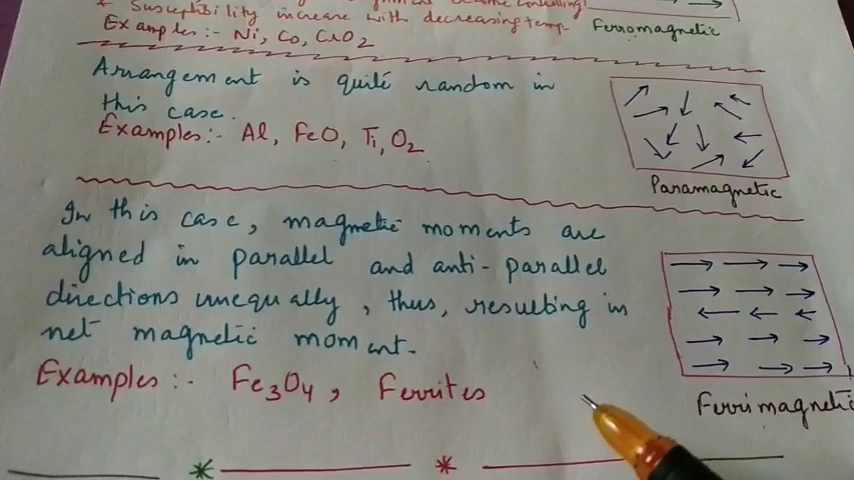 * Susceptibility increase with decreasing temp.
Examples:- Ni, Co, CrO2
Ferromagnetic
Arrangement is quite random in
this case.
Examples:- Al, FeO, Ti, O2
Paramagnetic
In this case, magnetic moments are
aligned in parallel and anti-parallel
directions unequally, thus, resulting in
net magnetic moment.
Examples:- Fe3O4, Ferrites
Ferrimagnetic